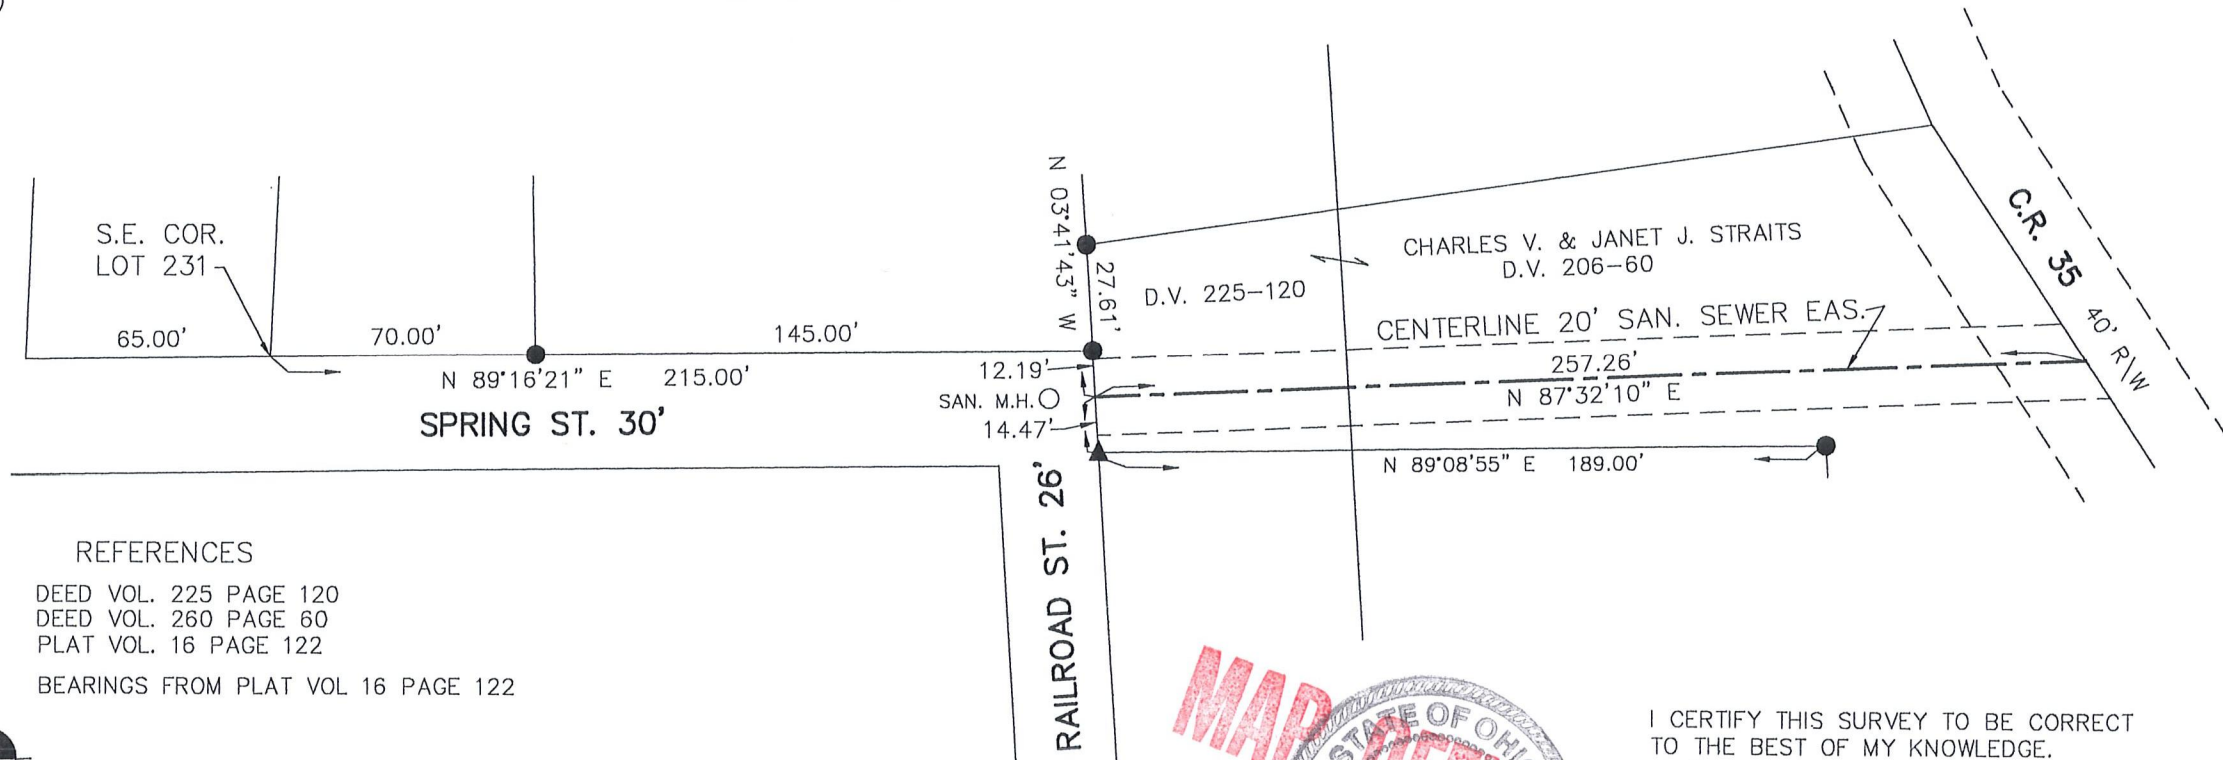 S.E. COR.
LOT 231
65.00'
70.00'
145.00'
N 89°16'21" E 215.00'
SPRING ST. 30'
N 03°41'43" W
27.61'
D.V. 225-120
CHARLES V. & JANET J. STRAITS
D.V. 206-60
CENTERLINE 20' SAN. SEWER EAS.
257.26'
N 87°32'10" E
12.19'
SAN. M.H.
14.47'
N 89°08'55" E 189.00'
C.R. 35 40' R\W
RAILROAD ST. 26'
REFERENCES
DEED VOL. 225 PAGE 120
DEED VOL. 260 PAGE 60
PLAT VOL. 16 PAGE 122
BEARINGS FROM PLAT VOL 16 PAGE 122
MAP
STATE OF
I CERTIFY THIS SURVEY TO BE CORRECT
TO THE BEST OF MY KNOWLEDGE.